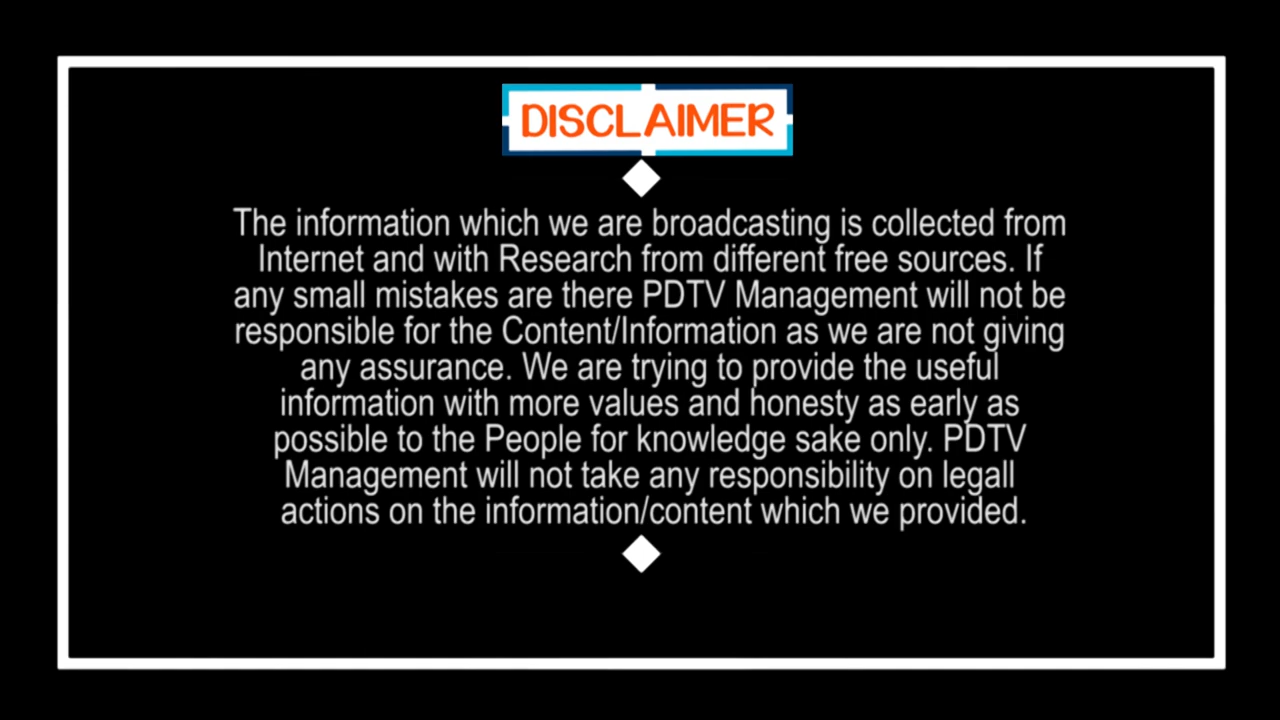 DISCLAIMER
The information which we are broadcasting is collected from
Internet and with Research from different free sources. If
any small mistakes are there PDTV Management will not be
responsible for the Content/Information as we are not giving
any assurance. We are trying to provide the useful
information with more values and honesty as early as
possible to the People for knowledge sake only. PDTV
Management will not take any responsibility on legall
actions on the information/content which we provided.